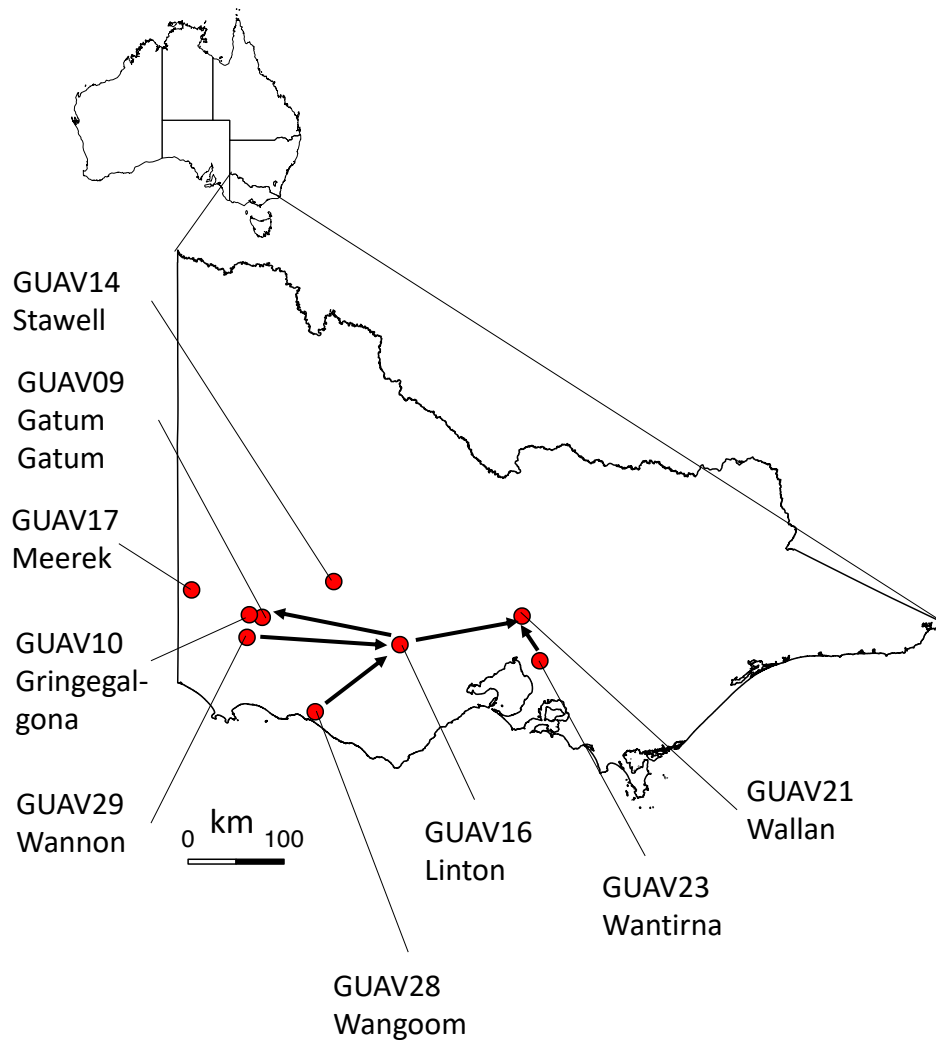 GUAV14
Stawell
GUAV09
Gatum
Gatum
GUAV17
Meerek
GUAV10
Gringegal-
gona
GUAV29
Wannon
km
0 100
GUAV16
Linton
GUAV21
Wallan
GUAV23
Wantirna
GUAV28
Wangoom